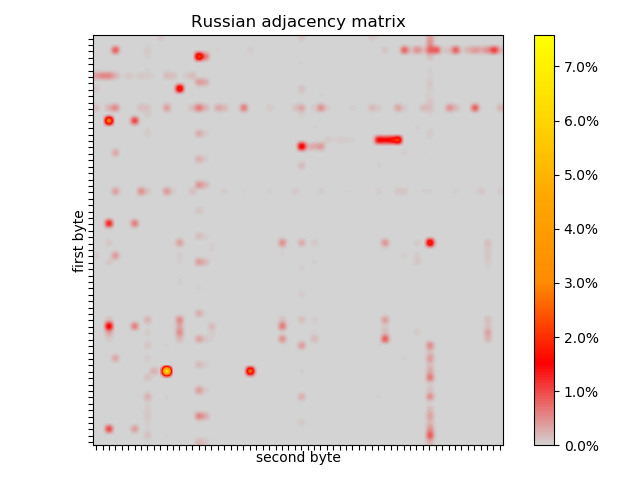 Russian adjacency matrix
first byte
second byte
7.0%
6.0%
5.0%
4.0%
3.0%
2.0%
1.0%
0.0%